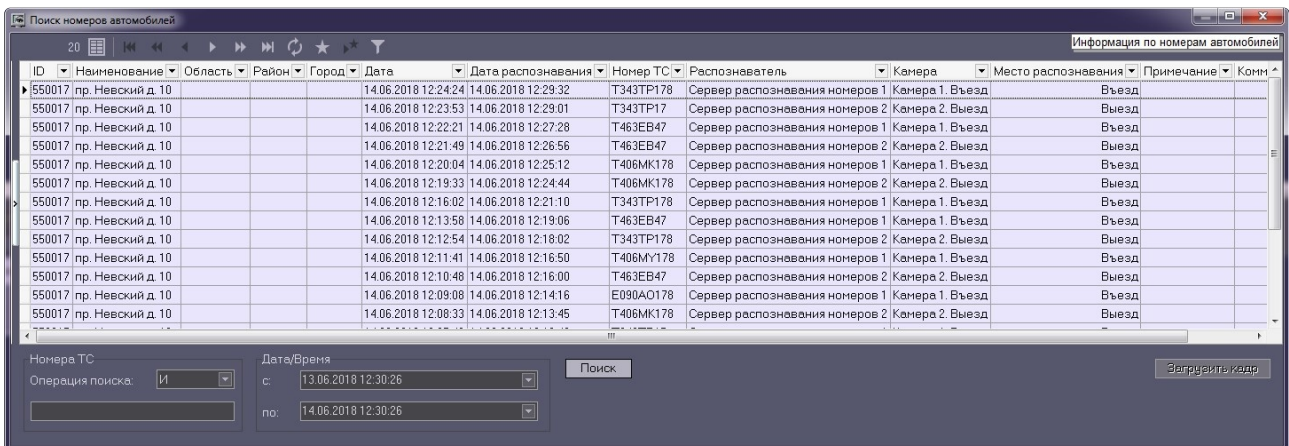 Поиск номеров автомобилей
20
Информация по номерам автомобилей
ID Наименование Область Район Город Дата Дата распознавания Номер ТС Распознаватель Камера Место распознавания Примечание Комм
550017 пр. Невский д. 10 14.06.2018 12:24:24 14.06.2018 12:29:32 T343TP178 Сервер распознавания номеров 1 Камера 1. Въезд Въезд
550017 пр. Невский д. 10 14.06.2018 12:23:53 14.06.2018 12:29:01 T343TP17 Сервер распознавания номеров 2 Камера 2. Выезд Выезд
550017 пр. Невский д. 10 14.06.2018 12:22:21 14.06.2018 12:27:28 T463EB47 Сервер распознавания номеров 1 Камера 1. Въезд Въезд
550017 пр. Невский д. 10 14.06.2018 12:21:49 14.06.2018 12:26:56 T463EB47 Сервер распознавания номеров 2 Камера 2. Выезд Выезд
550017 пр. Невский д. 10 14.06.2018 12:20:04 14.06.2018 12:25:12 T406MK178 Сервер распознавания номеров 1 Камера 1. Въезд Въезд
550017 пр. Невский д. 10 14.06.2018 12:19:33 14.06.2018 12:24:44 T406MK178 Сервер распознавания номеров 2 Камера 2. Выезд Выезд
550017 пр. Невский д. 10 14.06.2018 12:16:02 14.06.2018 12:21:10 T343TP178 Сервер распознавания номеров 1 Камера 1. Въезд Въезд
550017 пр. Невский д. 10 14.06.2018 12:13:58 14.06.2018 12:19:06 T463EB47 Сервер распознавания номеров 1 Камера 1. Въезд Въезд
550017 пр. Невский д. 10 14.06.2018 12:12:54 14.06.2018 12:18:02 T343TP178 Сервер распознавания номеров 2 Камера 2. Выезд Выезд
550017 пр. Невский д. 10 14.06.2018 12:11:41 14.06.2018 12:16:50 T406MY178 Сервер распознавания номеров 1 Камера 1. Въезд Въезд
550017 пр. Невский д. 10 14.06.2018 12:10:48 14.06.2018 12:16:00 T463EB47 Сервер распознавания номеров 2 Камера 2. Выезд Выезд
550017 пр. Невский д. 10 14.06.2018 12:09:08 14.06.2018 12:14:16 E090AO178 Сервер распознавания номеров 1 Камера 1. Въезд Въезд
550017 пр. Невский д. 10 14.06.2018 12:08:33 14.06.2018 12:13:45 T406MK178 Сервер распознавания номеров 2 Камера 2. Выезд Выезд
Номера ТС Дата/Время
Операция поиска: И с: 13.06.2018 12:30:26 Поиск Загрузить кадр
по: 14.06.2018 12:30:26